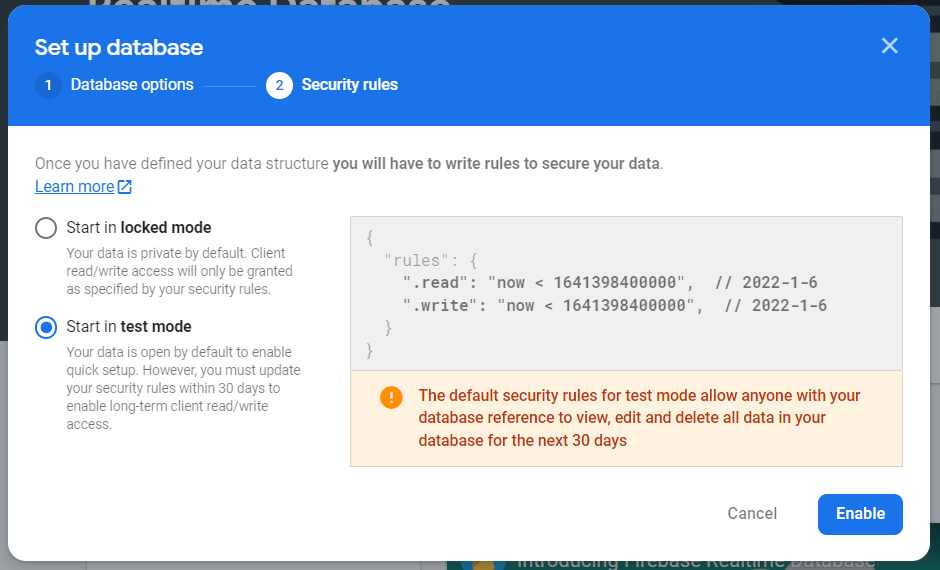 Realtime Database
Set up database
1 Database options
2 Security rules
Once you have defined your data structure you will have to write rules to secure your data.
Learn more
Start in locked mode
Your data is private by default. Client
read/write access will only be granted
as specified by your security rules.
Start in test mode
Your data is open by default to enable
quick setup. However, you must update
your security rules within 30 days to
enable long-term client read/write
access.
{
"rules": {
".read": "now < 1641398400000",  // 2022-1-6
".write": "now < 1641398400000",  // 2022-1-6
}
}
The default security rules for test mode allow anyone with your
database reference to view, edit and delete all data in your
database for the next 30 days
Cancel
Enable
Introducing Firebase Realtime Database